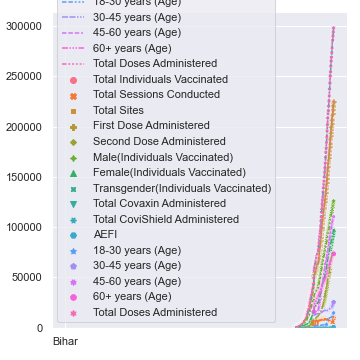 18-30 years (Age)
30-45 years (Age)
45-60 years (Age)
60+ years (Age)
Total Doses Administered
Total Individuals Vaccinated
Total Sessions Conducted
Total Sites
First Dose Administered
Second Dose Administered
Male(Individuals Vaccinated)
Female(Individuals Vaccinated)
Transgender(Individuals Vaccinated)
Total Covaxin Administered
Total CoviShield Administered
AEFI
18-30 years (Age)
30-45 years (Age)
45-60 years (Age)
60+ years (Age)
Total Doses Administered
300000
250000
200000
150000
100000
50000
0
Bihar